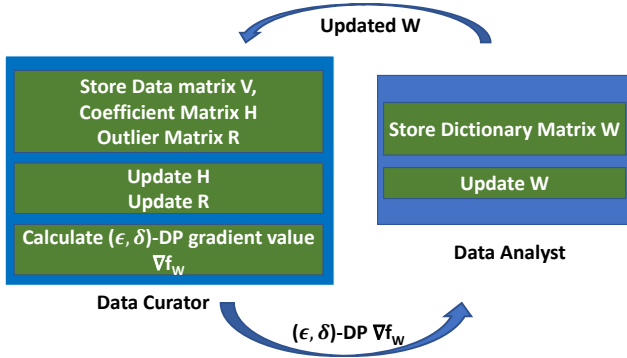 Updated W
Store Data matrix V,
Coefficient Matrix H
Outlier Matrix R
Update H
Update R
Calculate (ϵ, δ)-DP gradient value
∇f_W
Data Curator
Store Dictionary Matrix W
Update W
Data Analyst
(ϵ, δ)-DP ∇f_W